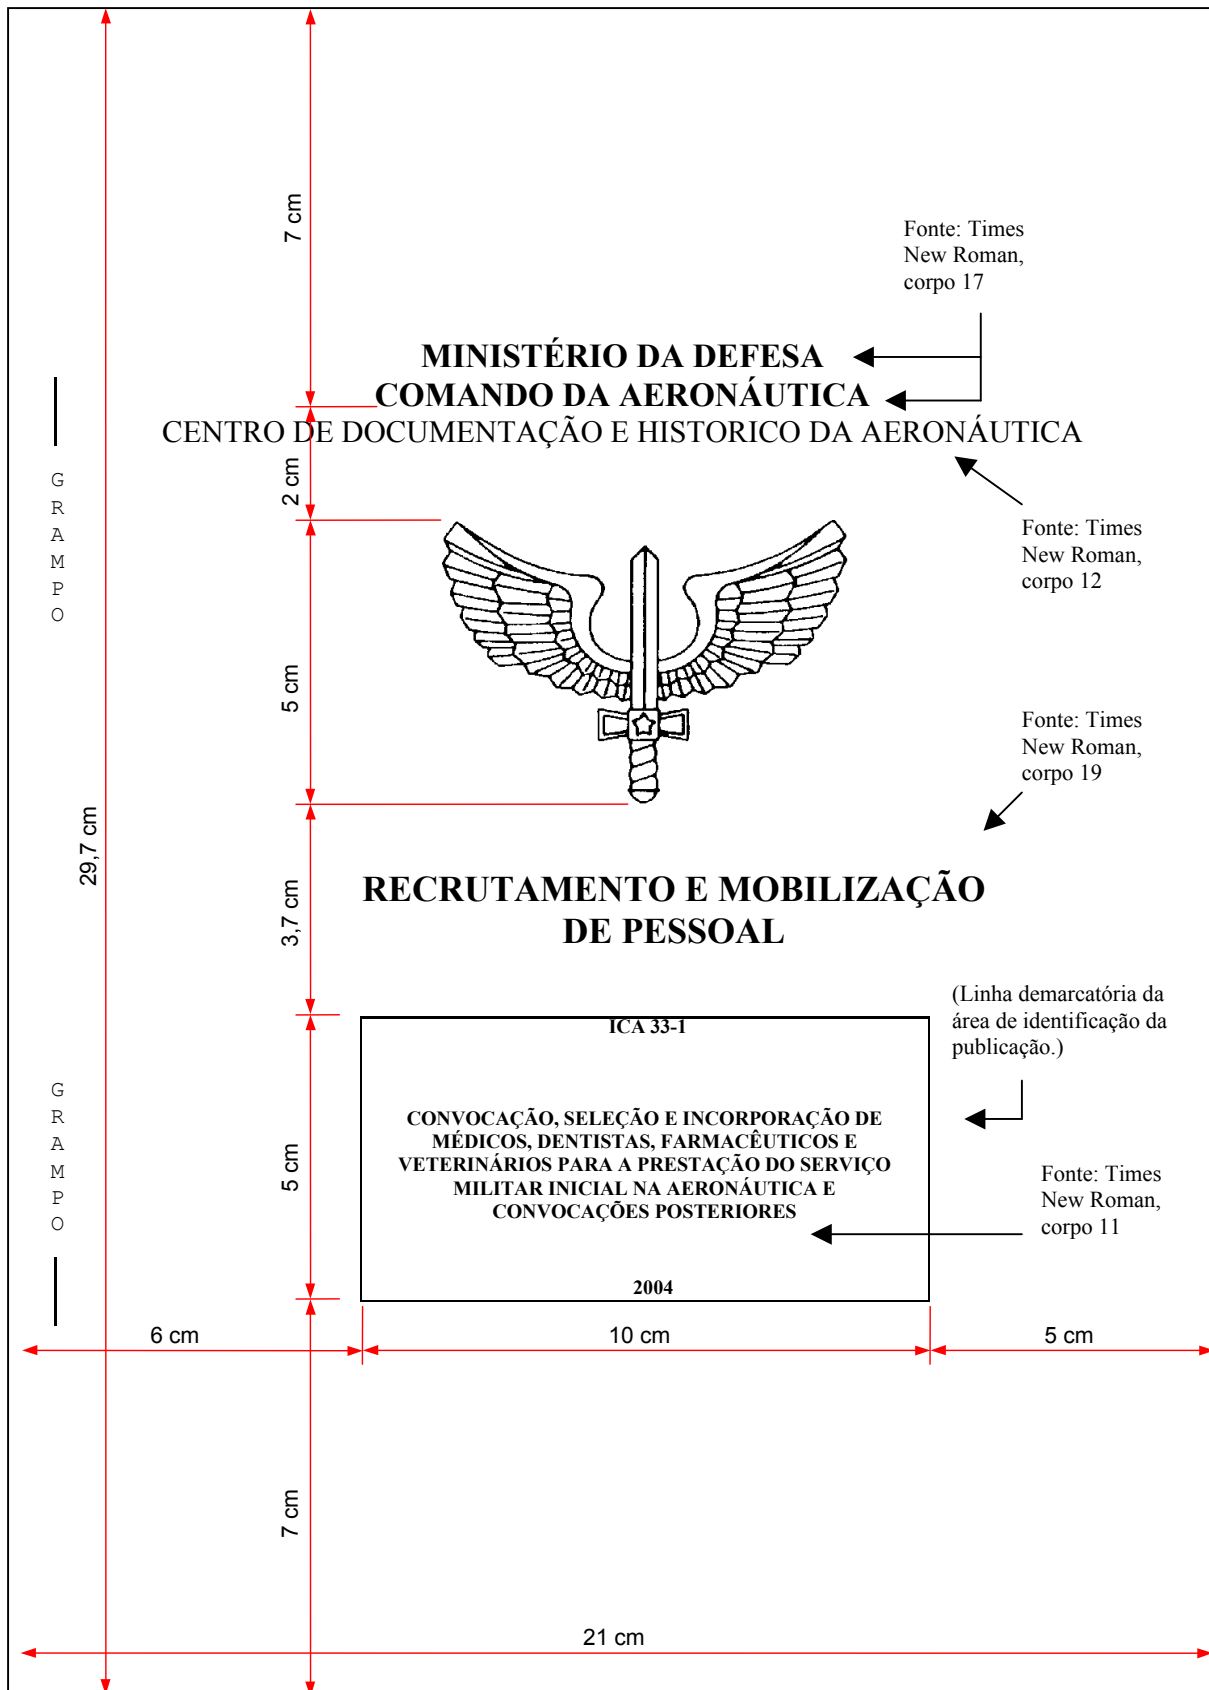 7 cm
Fonte: Times
New Roman,
corpo 17
MINISTÉRIO DA DEFESA
COMANDO DA AERONÁUTICA
CENTRO DE DOCUMENTAÇÃO E HISTORICO DA AERONÁUTICA
2 cm
G
R
A
M
P
O
Fonte: Times
New Roman,
corpo 12
5 cm
Fonte: Times
New Roman,
corpo 19
29,7 cm
3,7 cm
RECRUTAMENTO E MOBILIZAÇÃO
DE PESSOAL
(Linha demarcatória da
área de identificação da
publicação.)
ICA 33-1
G
R
A
M
P
O
5 cm
CONVOCAÇÃO, SELEÇÃO E INCORPORAÇÃO DE
MÉDICOS, DENTISTAS, FARMACÊUTICOS E
VETERINÁRIOS PARA A PRESTAÇÃO DO SERVIÇO
MILITAR INICIAL NA AERONÁUTICA E
CONVOCAÇÕES POSTERIORES
Fonte: Times
New Roman,
corpo 11
2004
6 cm
10 cm
5 cm
7 cm
21 cm